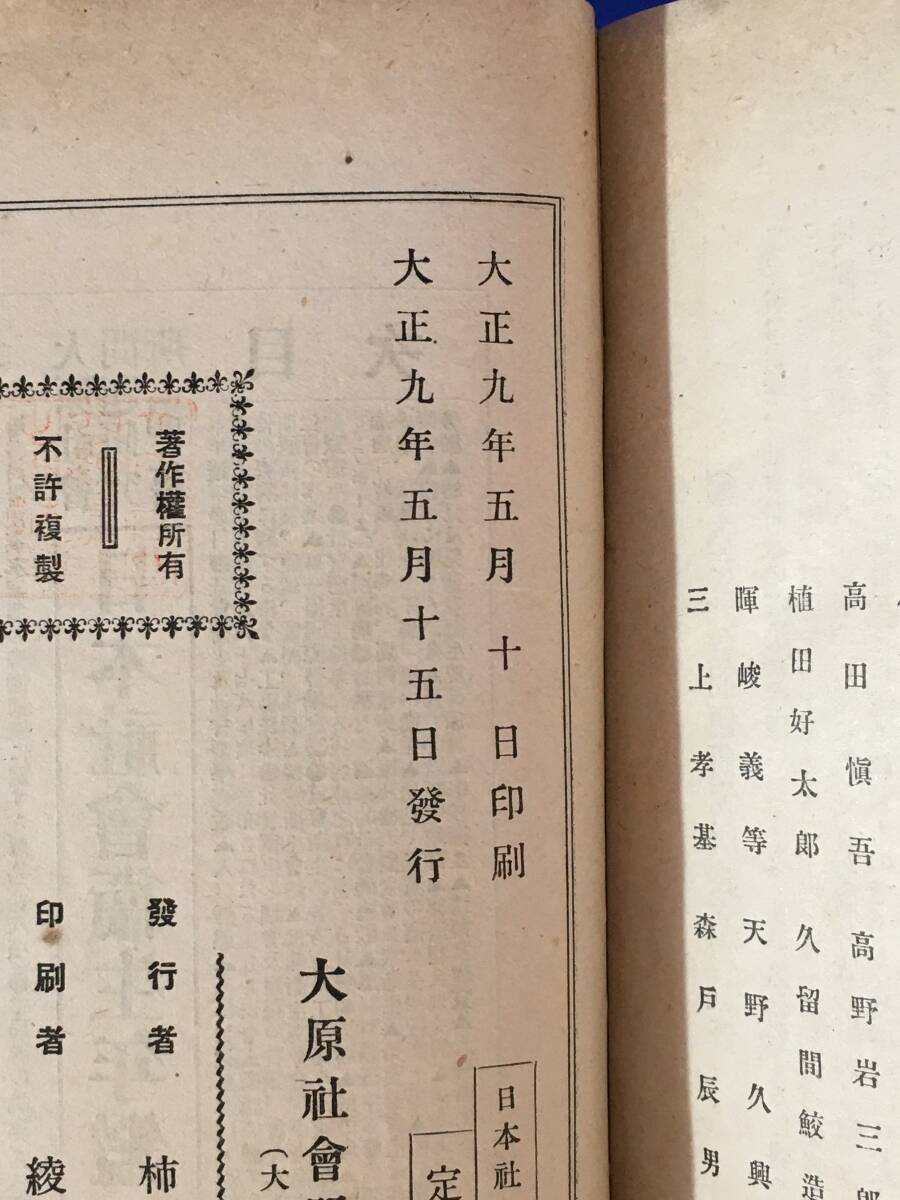 高田愼吾 高野岩三郎
植田好太郎 久留間鮫造
暉峻義等 天野久興
三上孝基 森戸辰男
大正九年五月 十日印刷
大正九年五月十五日發行
著作權所有
不許複製
日本社
定
大原社會
(大
發行者 柿
印刷者 綾